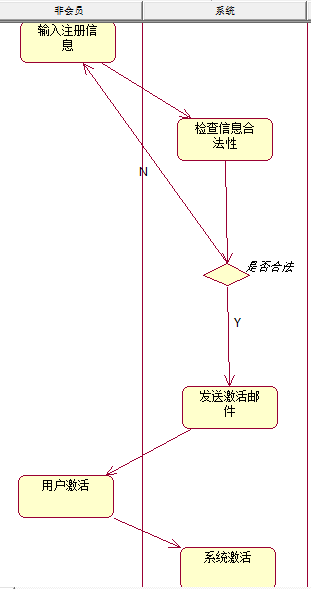 非会员
系统
输入注册信
息
检查信息合
法性
N
是否合法
Y
发送激活邮
件
用户激活
系统激活